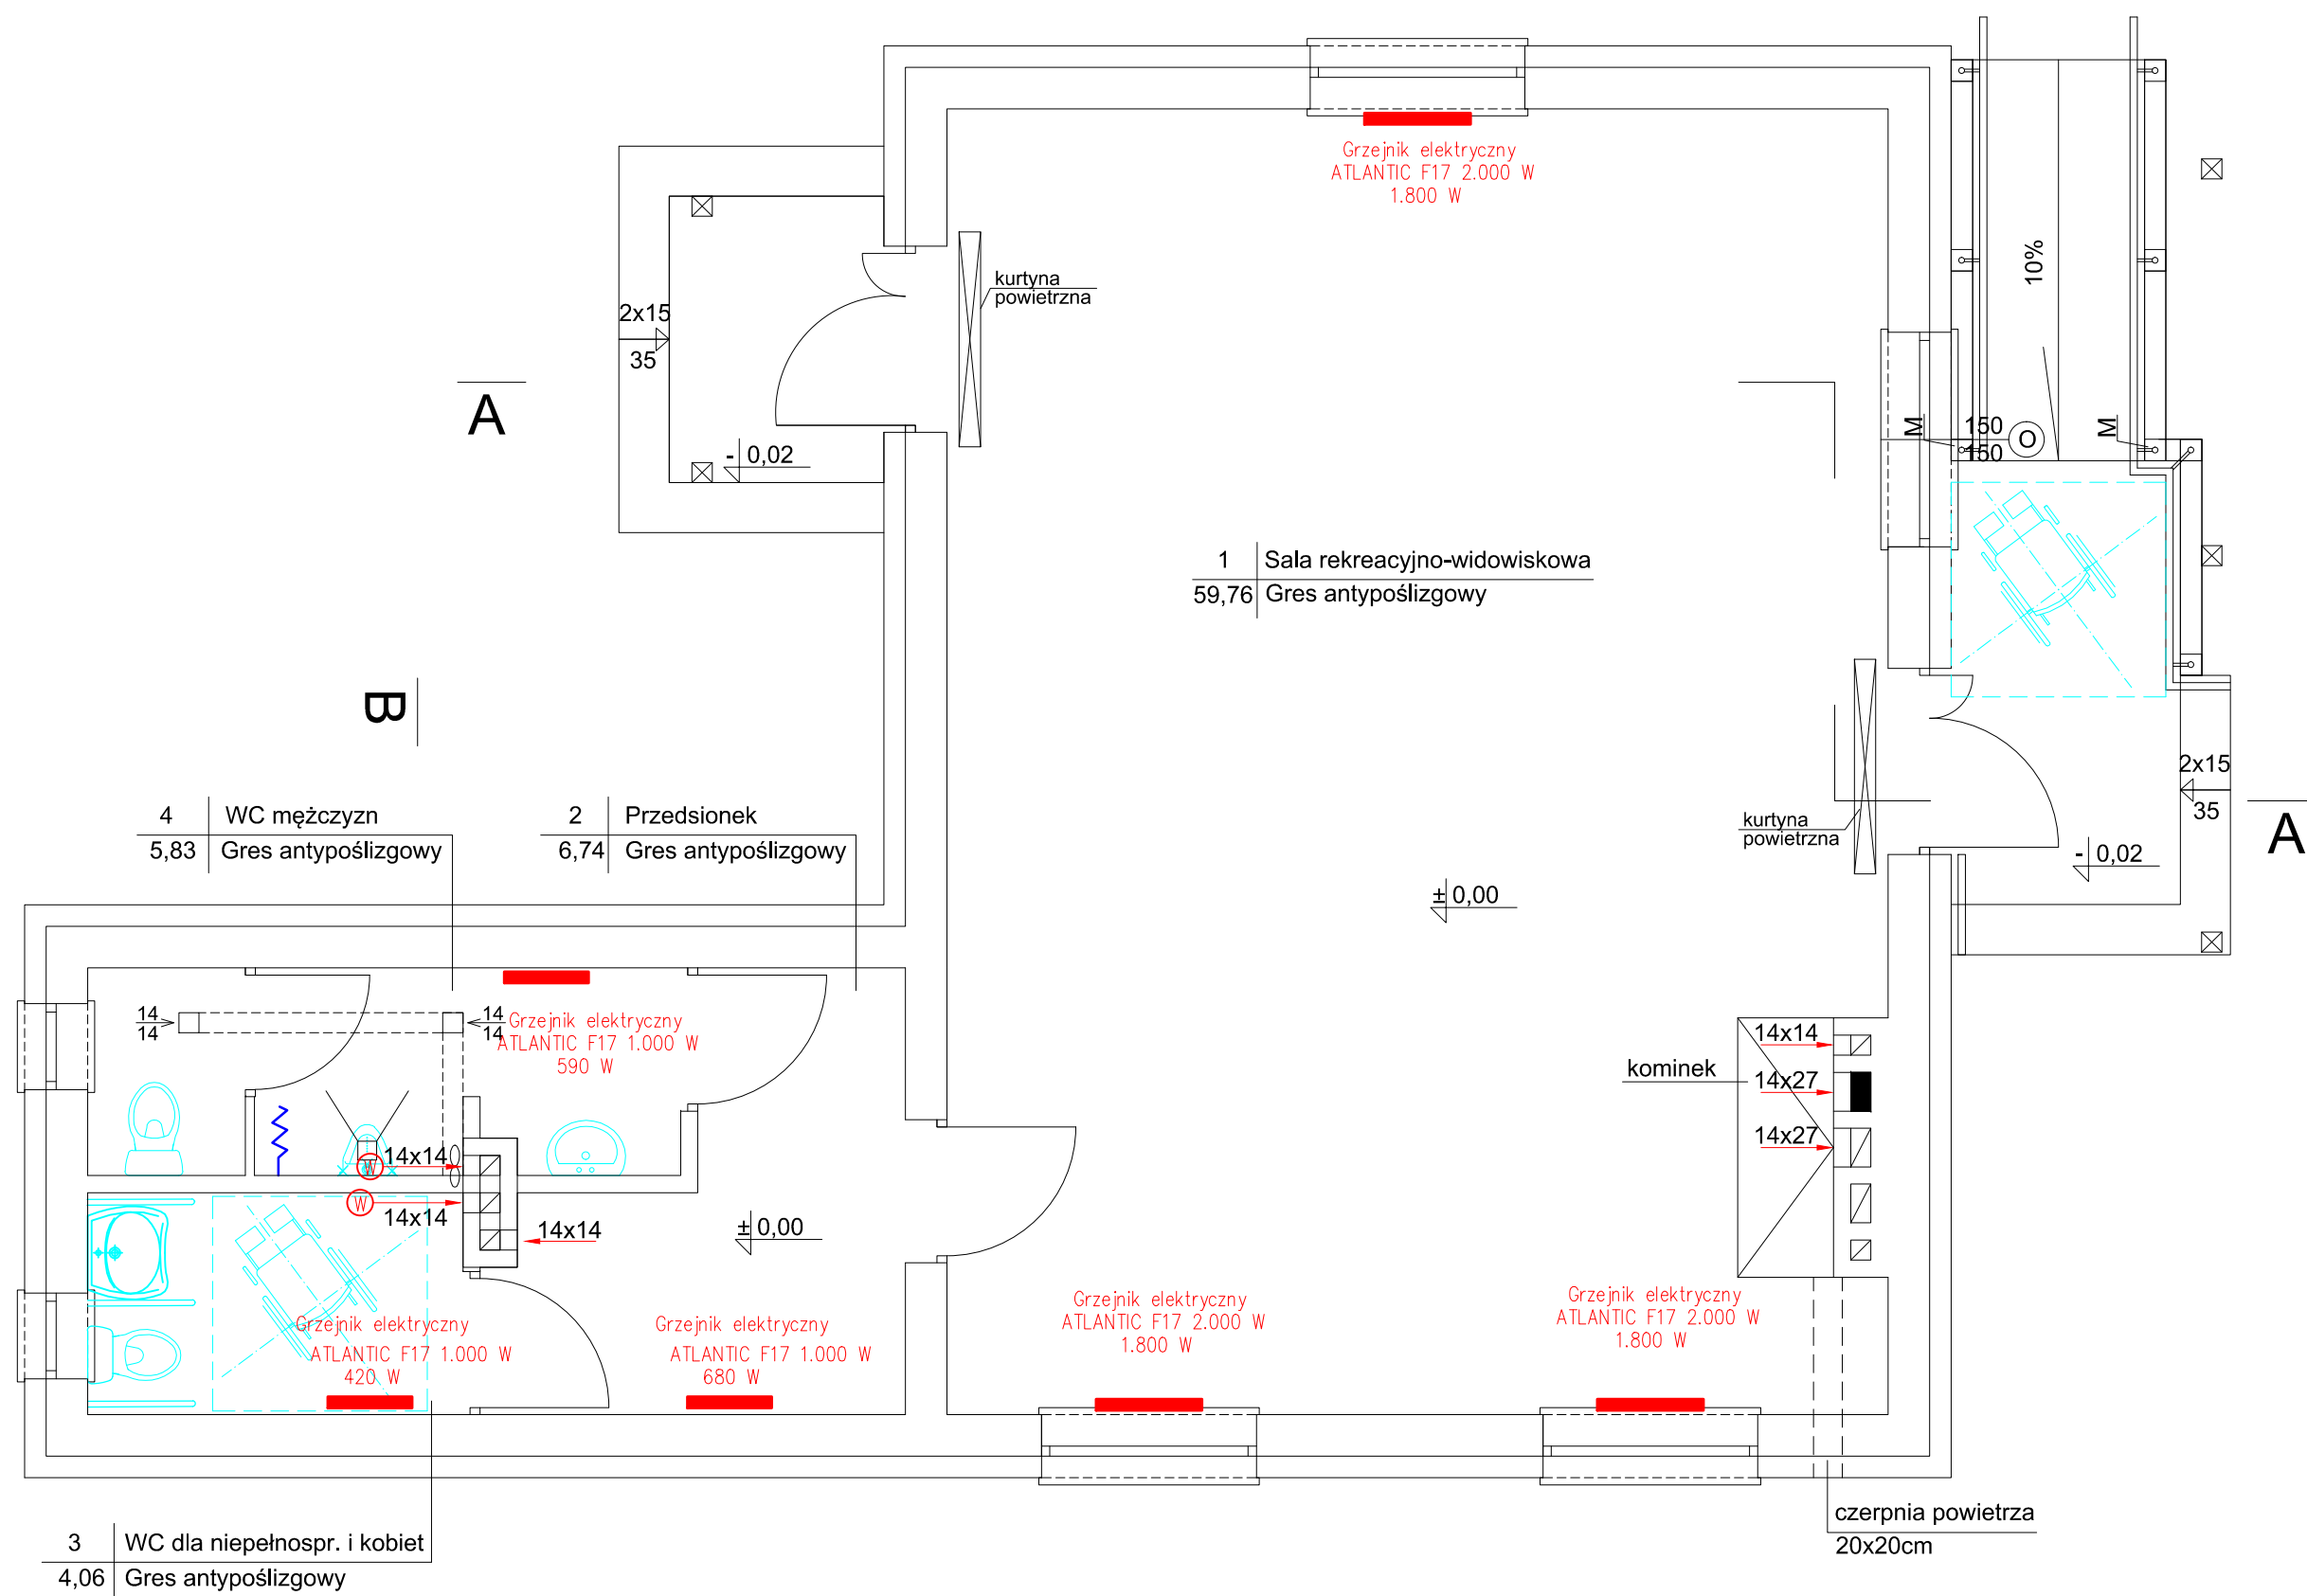 Grzejnik elektryczny
ATLANTIC F17 2.000 W
1.800 W
kurtyna
powietrzna
10%
2x15
35
A
- 0,02
M
150
150
O
M
1 Sala rekreacyjno-widowiskowa
59,76 Gres antypoślizgowy
B
4 WC mężczyzn
5,83 Gres antypoślizgowy
2 Przedsionek
6,74 Gres antypoślizgowy
kurtyna
powietrzna
2x15
35
A
- 0,02
± 0,00
14
14
14
14
Grzejnik elektryczny
ATLANTIC F17 1.000 W
590 W
kominek
14x14
14x27
14x27
W
14x14
W
14x14
14x14
± 0,00
Grzejnik elektryczny
ATLANTIC F17 1.000 W
420 W
Grzejnik elektryczny
ATLANTIC F17 1.000 W
680 W
Grzejnik elektryczny
ATLANTIC F17 2.000 W
1.800 W
Grzejnik elektryczny
ATLANTIC F17 2.000 W
1.800 W
czerpnia powietrza
20x20cm
3 WC dla niepełnospr. i kobiet
4,06 Gres antypoślizgowy